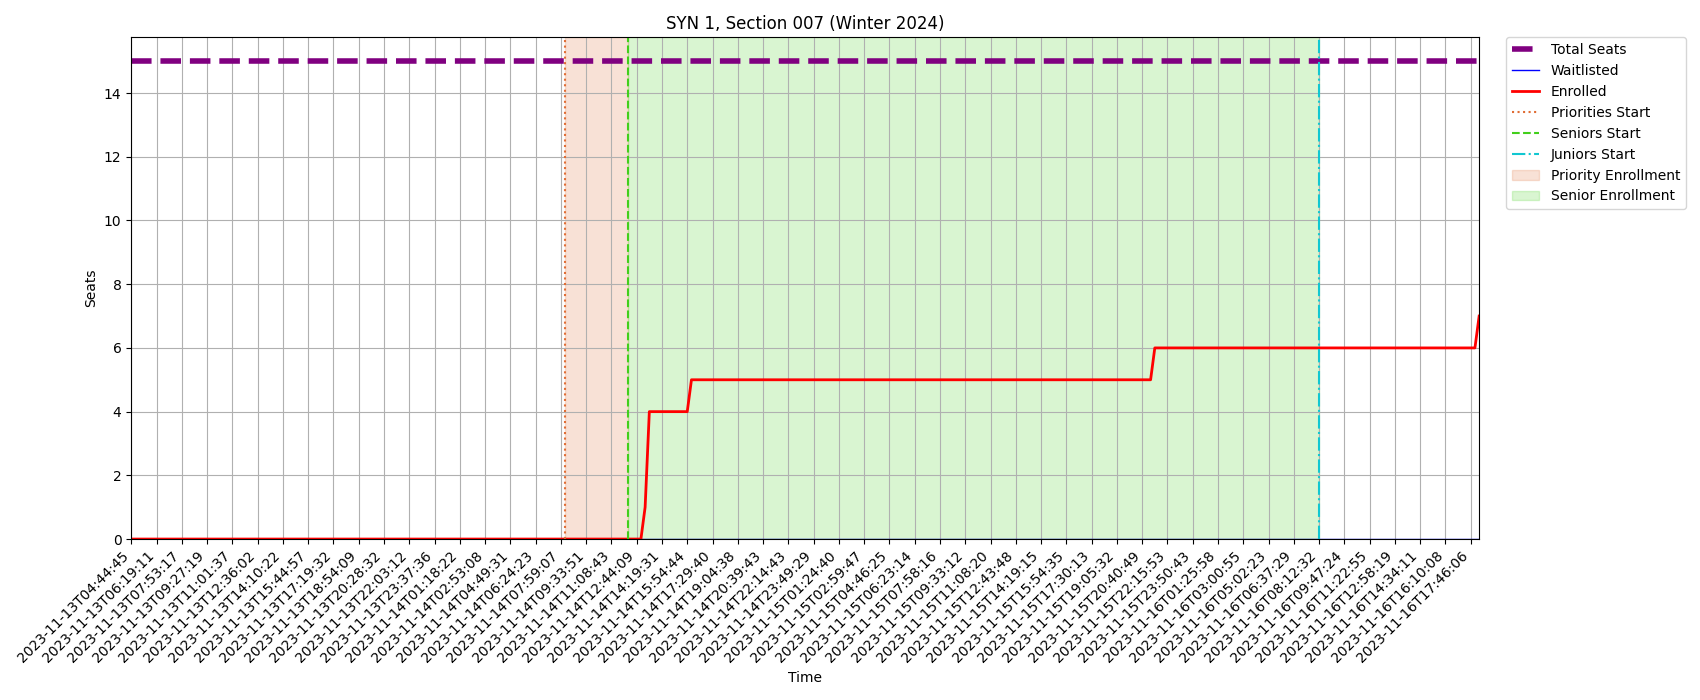 SYN 1, Section 007 (Winter 2024)
Total Seats
Waitlisted
Enrolled
Priorities Start
Seniors Start
Juniors Start
Priority Enrollment
Senior Enrollment
Seats
14
12
10
8
6
4
2
0
2023-11-13T04:44:45
2023-11-13T06:19:11
2023-11-13T07:53:17
2023-11-13T09:27:19
2023-11-13T11:01:37
2023-11-13T12:36:02
2023-11-13T14:10:22
2023-11-13T15:44:57
2023-11-13T17:19:32
2023-11-13T18:54:09
2023-11-13T20:28:32
2023-11-13T22:03:12
2023-11-13T23:37:36
2023-11-14T01:18:22
2023-11-14T02:53:08
2023-11-14T04:49:31
2023-11-14T06:24:23
2023-11-14T07:59:07
2023-11-14T09:33:51
2023-11-14T11:08:43
2023-11-14T12:44:09
2023-11-14T14:19:31
2023-11-14T15:54:44
2023-11-14T17:29:40
2023-11-14T19:04:38
2023-11-14T20:39:43
2023-11-14T22:14:43
2023-11-14T23:49:29
2023-11-15T01:24:40
2023-11-15T02:59:47
2023-11-15T04:46:25
2023-11-15T06:23:14
2023-11-15T07:58:16
2023-11-15T09:33:12
2023-11-15T11:08:20
2023-11-15T12:43:48
2023-11-15T14:19:15
2023-11-15T15:54:35
2023-11-15T17:30:13
2023-11-15T19:05:32
2023-11-15T20:40:49
2023-11-15T22:15:53
2023-11-15T23:50:43
2023-11-16T01:25:58
2023-11-16T03:00:55
2023-11-16T05:02:23
2023-11-16T06:37:29
2023-11-16T08:12:32
2023-11-16T09:47:24
2023-11-16T11:22:55
2023-11-16T12:58:19
2023-11-16T14:34:11
2023-11-16T16:10:08
2023-11-16T17:46:06
Time